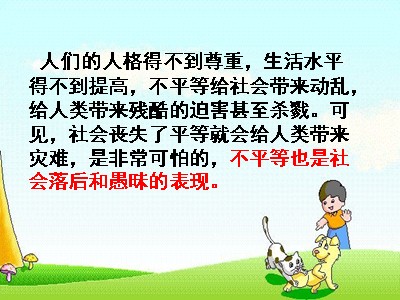 人们的人格得不到尊重，生活水平
得不到提高，不平等给社会带来动乱，
给人类带来残酷的迫害甚至杀戮。可
见，社会丧失了平等就会给人类带来
灾难，是非常可怕的，不平等也是社
会落后和愚昧的表现。